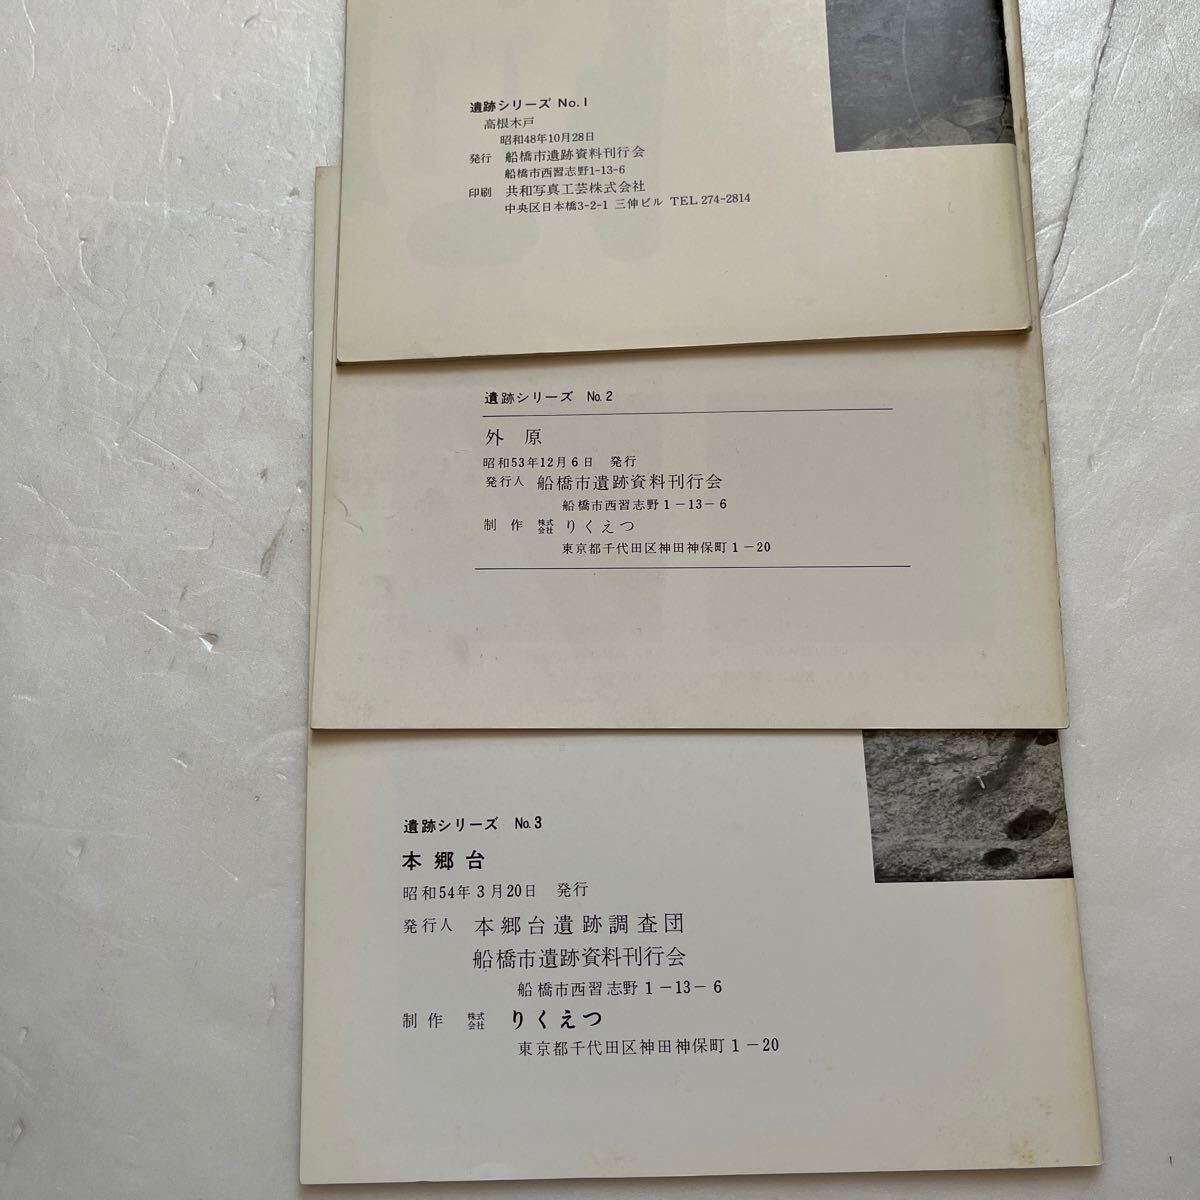 遺跡シリーズ No.1
高根木戸
昭和48年10月28日
発行 船橋市遺跡資料刊行会
船橋市西習志野1-13-6
印刷 共和写真工芸株式会社
中央区日本橋3-2-1 三伸ビル TEL 274-2814
遺跡シリーズ No.2
外原
昭和53年12月6日 発行
発行人 船橋市遺跡資料刊行会
船橋市西習志野1-13-6
制作 株式会社 りくえつ
東京都千代田区神田神保町1-20
遺跡シリーズ No.3
本郷台
昭和54年3月20日 発行
発行人 本郷台遺跡調査団
船橋市遺跡資料刊行会
船橋市西習志野1-13-6
制作 株式会社 りくえつ
東京都千代田区神田神保町1-20